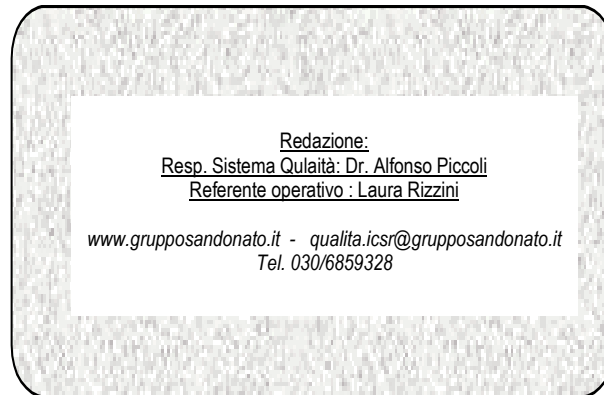 Redazione:
Resp. Sistema Qulaità: Dr. Alfonso Piccoli
Referente operativo : Laura Rizzini
www.grupposandonato.it - qualita.icsr@grupposandonato.it
Tel. 030/6859328